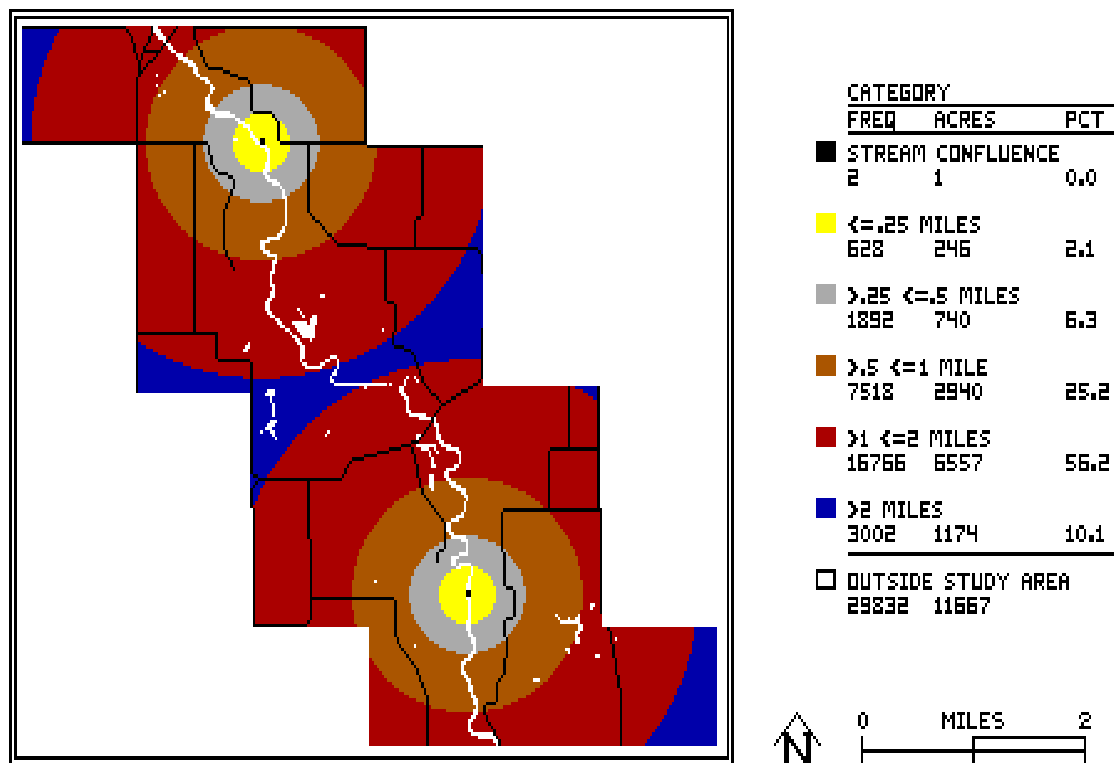 CATEGORY
FREQ ACRES PCT
STREAM CONFLUENCE
2 1 0.0
<=.25 MILES
628 246 2.1
>.25 <=.5 MILES
1892 740 6.3
>.5 <=1 MILE
7518 2940 25.2
>1 <=2 MILES
16766 6557 56.2
>2 MILES
3002 1174 10.1
OUTSIDE STUDY AREA
29832 11667
0 MILES 2
N